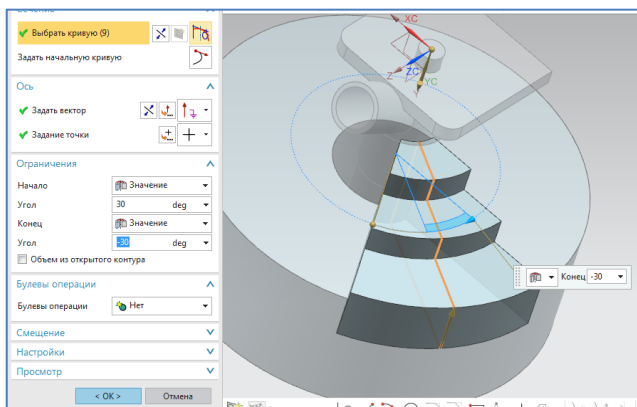 Выбрать кривую (9)
Задать начальную кривую
Ось
Задать вектор
Задание точки
Ограничения
Начало Значение
Угол 30 deg
Конец Значение
Угол -30 deg
Объем из открытого контура
Булевы операции
Булевы операции Нет
Смещение
Настройки
Просмотр
< OK > Отмена
XC
Z ZC YC
Конец -30